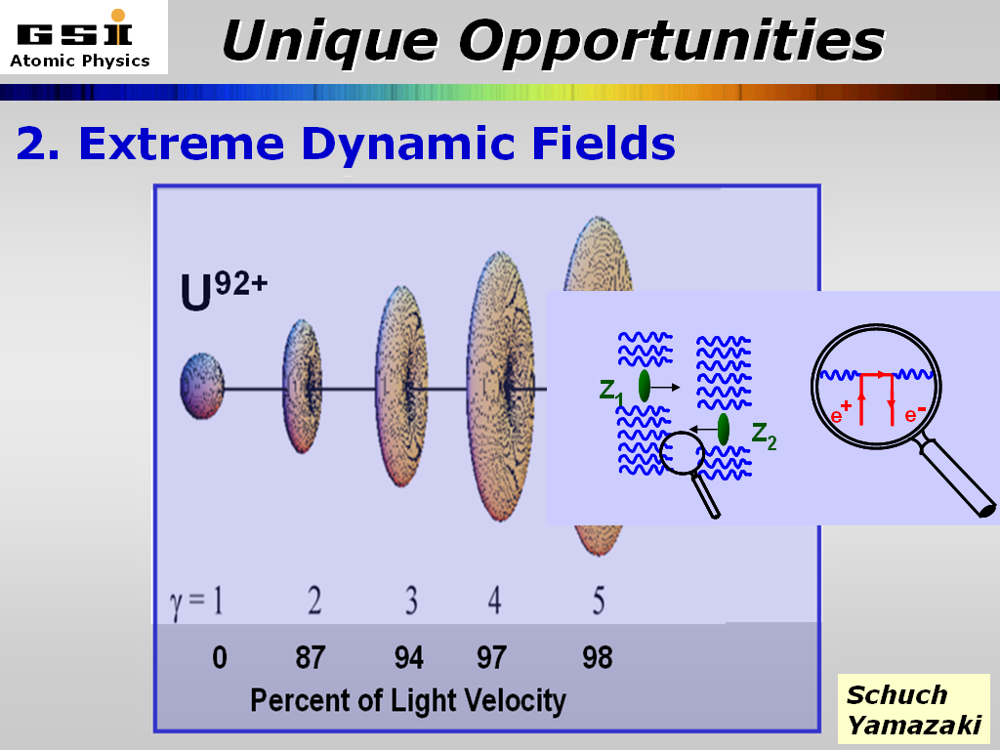 GSI
Atomic Physics
Unique Opportunities
2. Extreme Dynamic Fields
U92+
Z1
Z2
e+ e-
γ = 1 2 3 4 5
0 87 94 97 98
Percent of Light Velocity
Schuch
Yamazaki